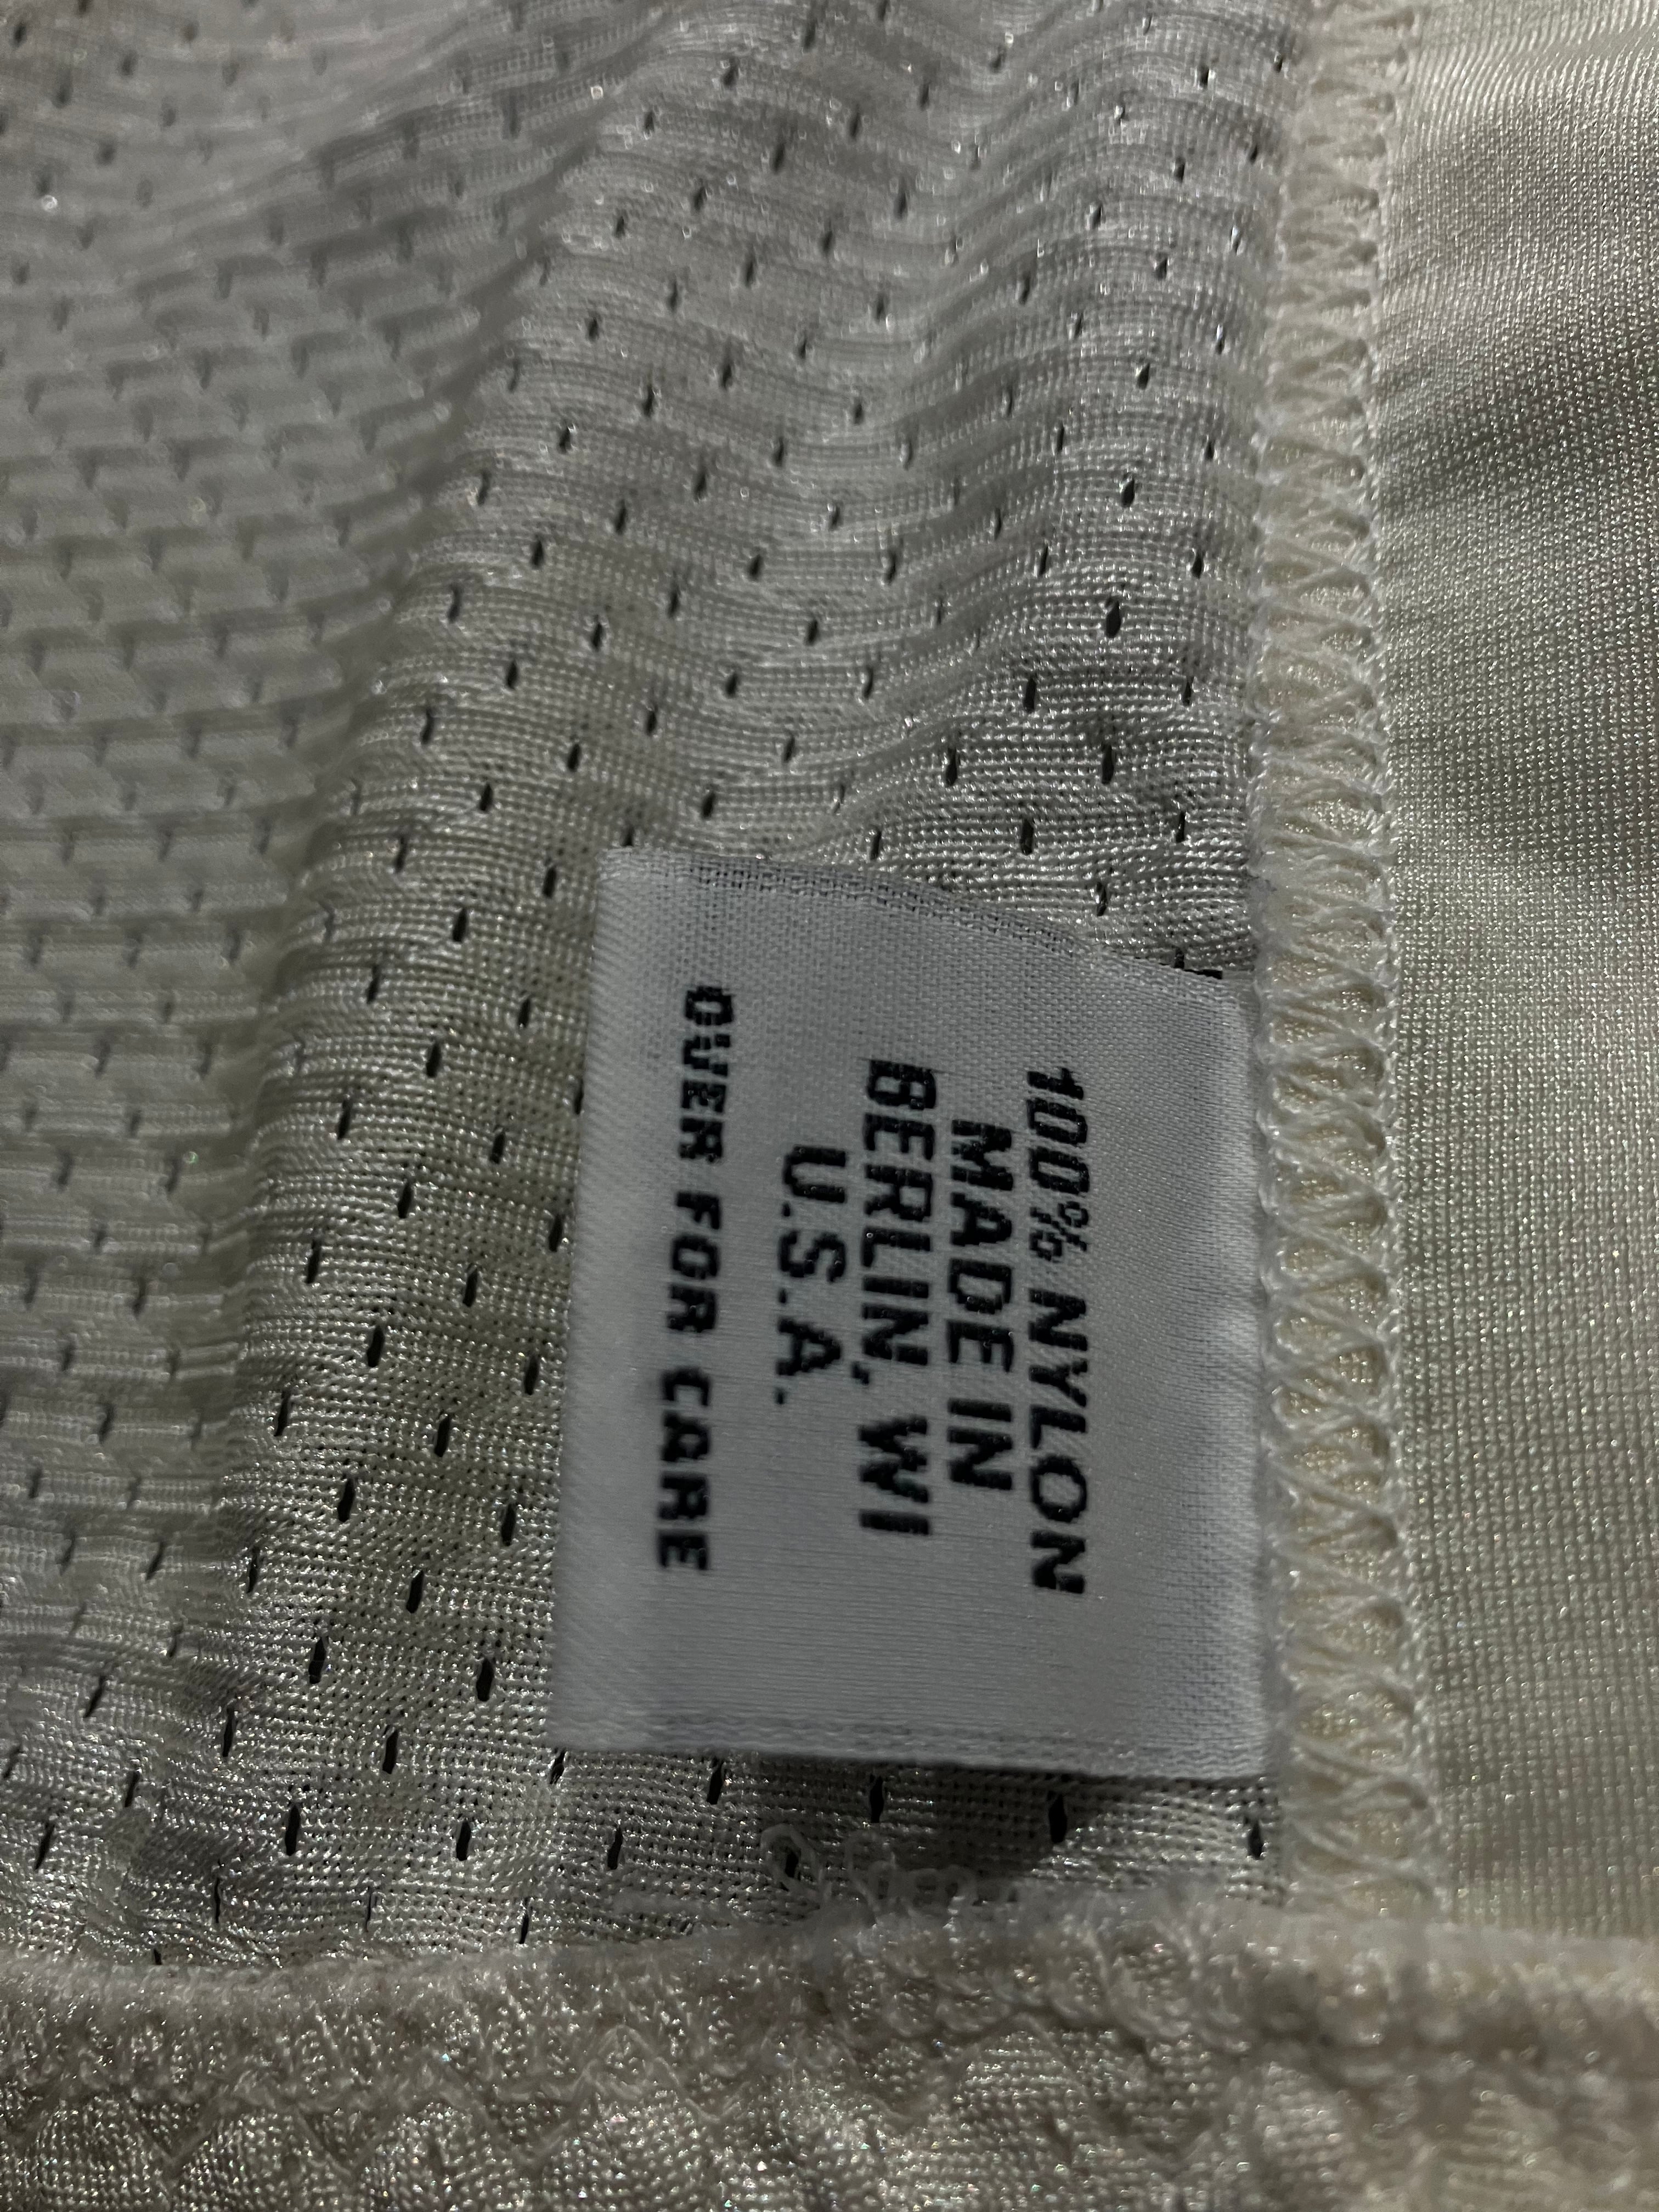 100% NYLON
MADE IN
BERLIN, WI
U.S.A.
OVER FOR CARE